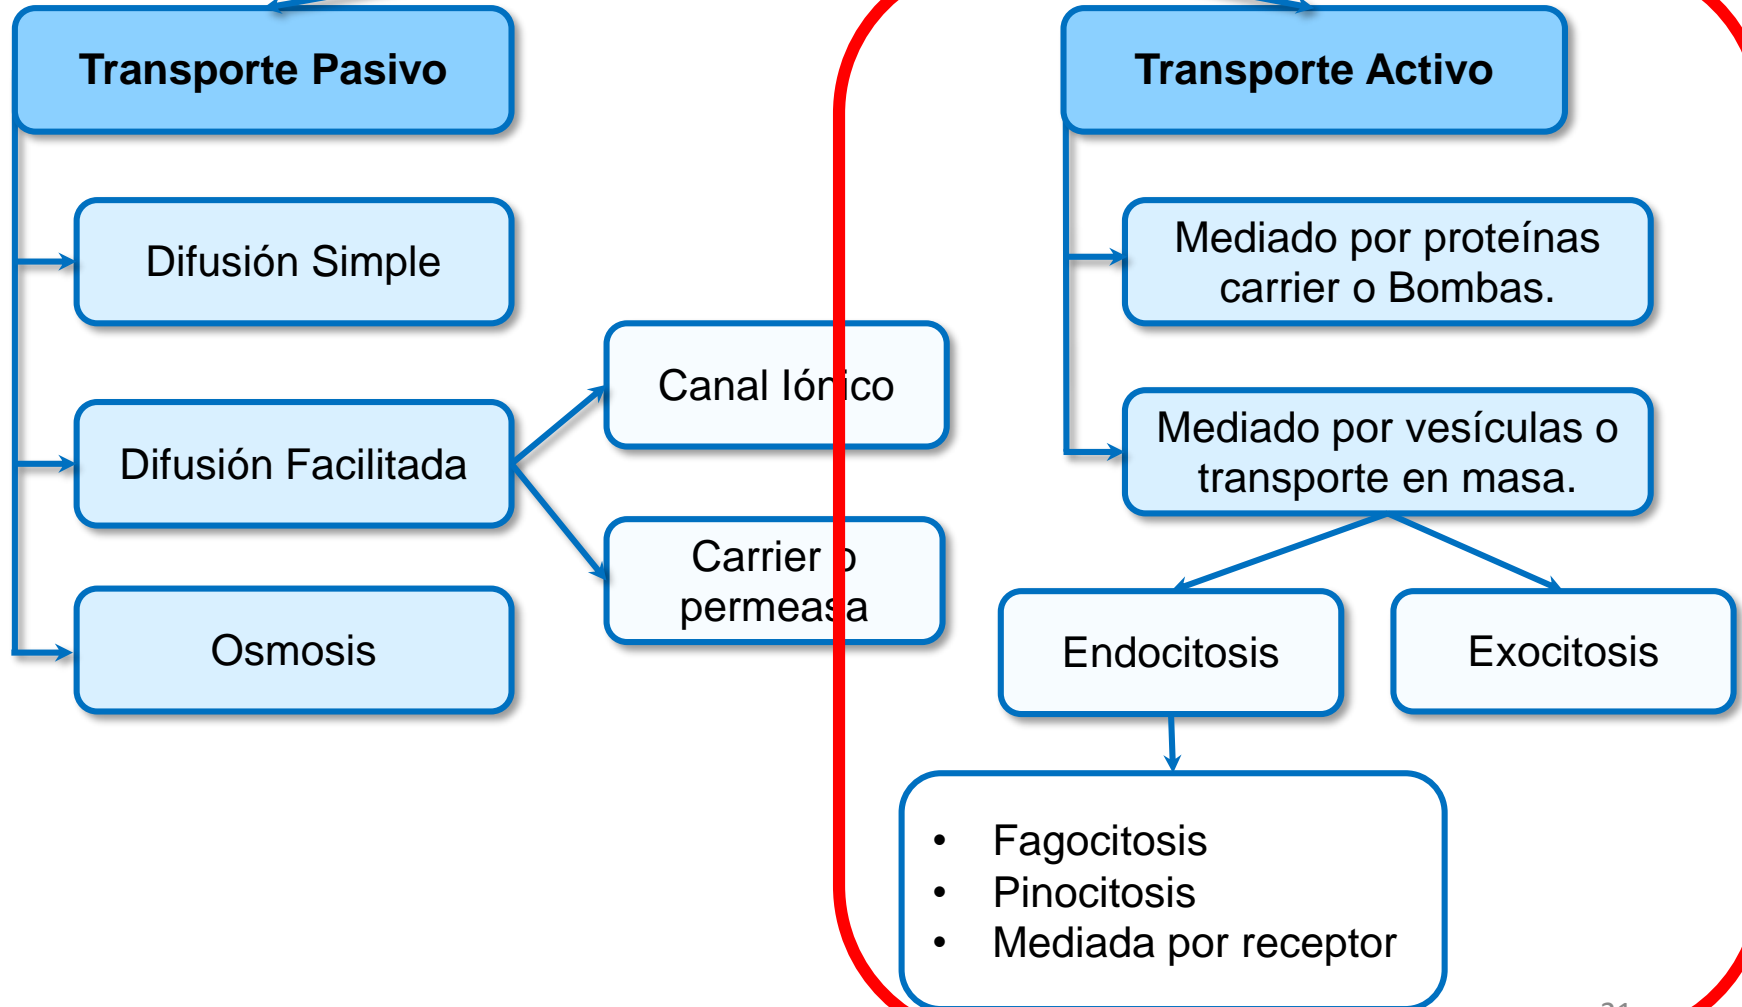 Transporte Pasivo
Difusión Simple
Difusión Facilitada
Osmosis
Canal Iónico
Carrier o
permeasa
Transporte Activo
Mediado por proteínas
carrier o Bombas.
Mediado por vesículas o
transporte en masa.
Endocitosis
Exocitosis
• Fagocitosis
• Pinocitosis
• Mediada por receptor